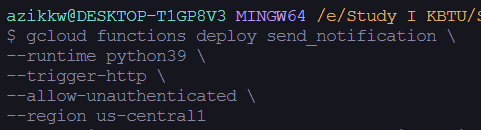 azikkw@DESKTOP-T1GP8V3 MINGW64 /e/Study I KBTU/S
$ gcloud functions deploy send_notification \
--runtime python39 \
--trigger-http \
--allow-unauthenticated \
--region us-central1